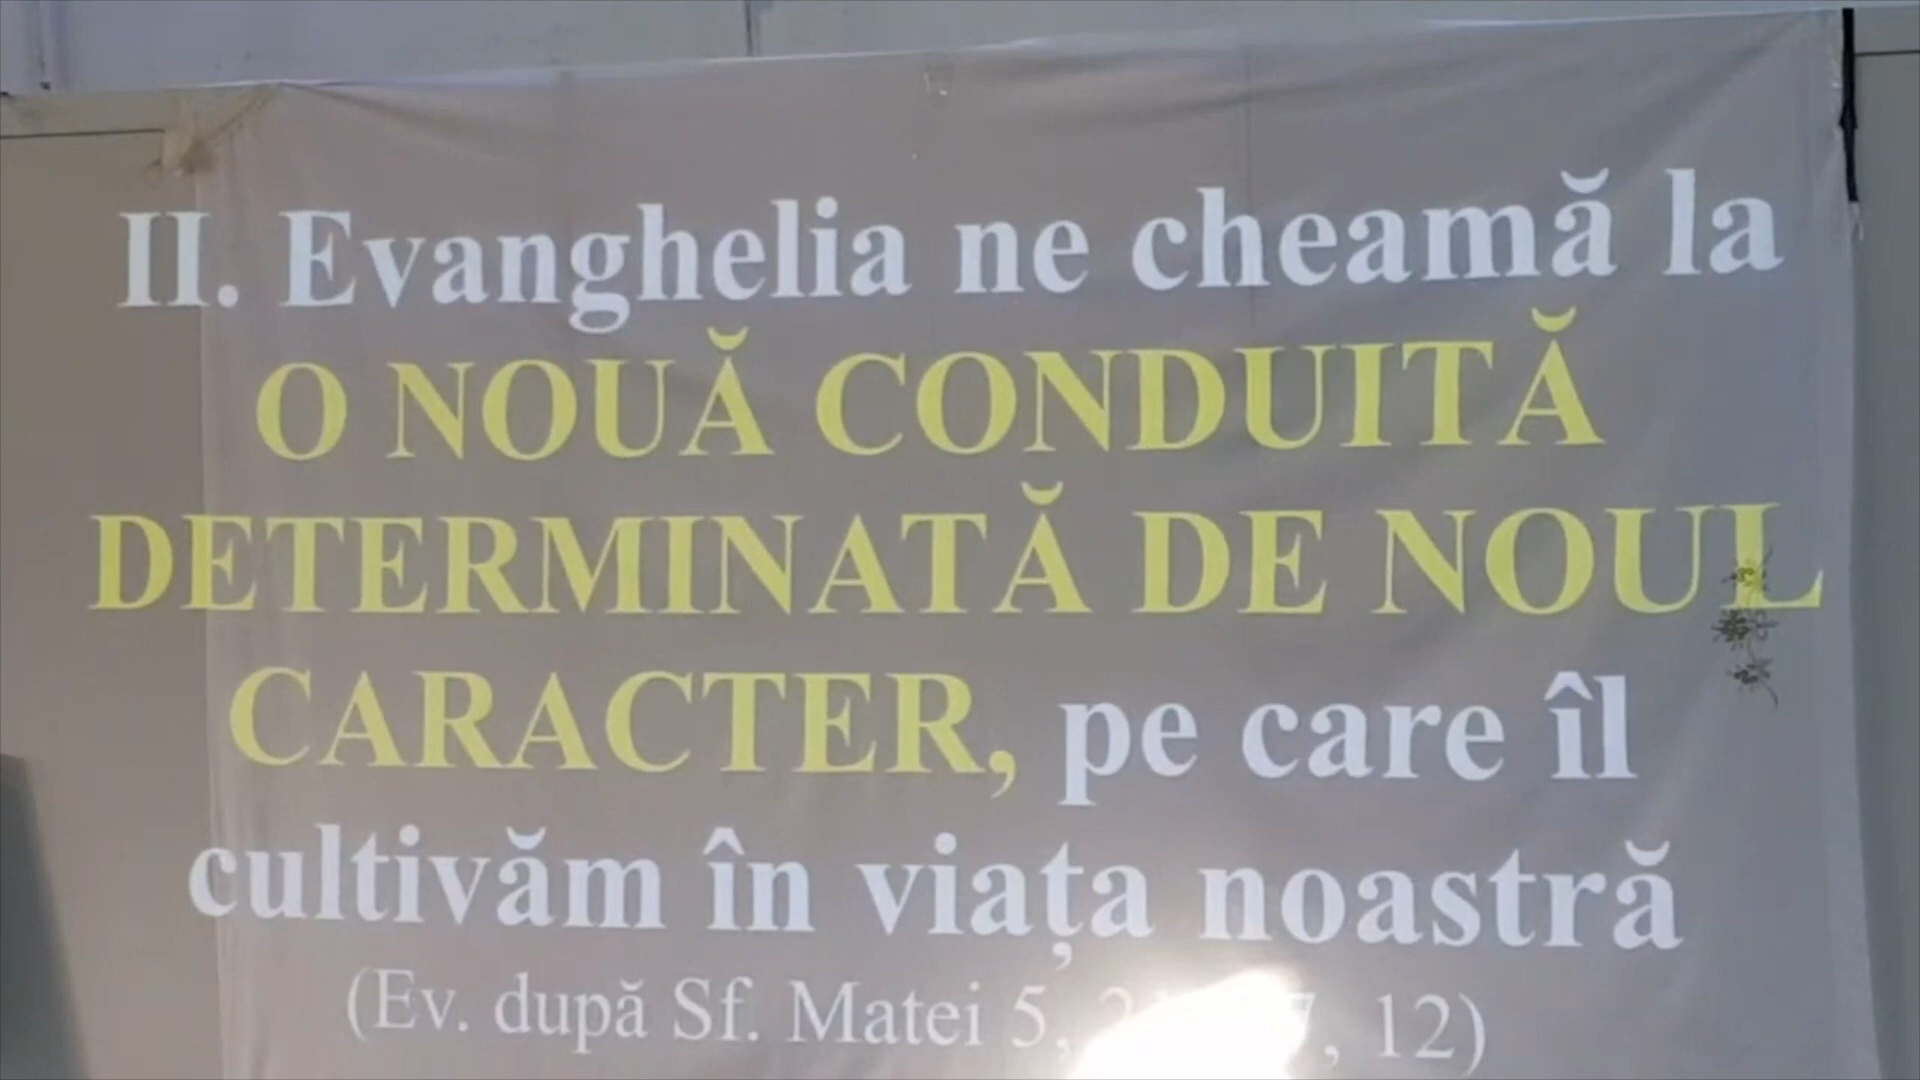 II. Evanghelia ne cheamă la
O NOUĂ CONDUITĂ
DETERMINATĂ DE NOUL
CARACTER, pe care îl
cultivăm în viața noastră
(Ev. după Sf. Matei 5, 7, 12)